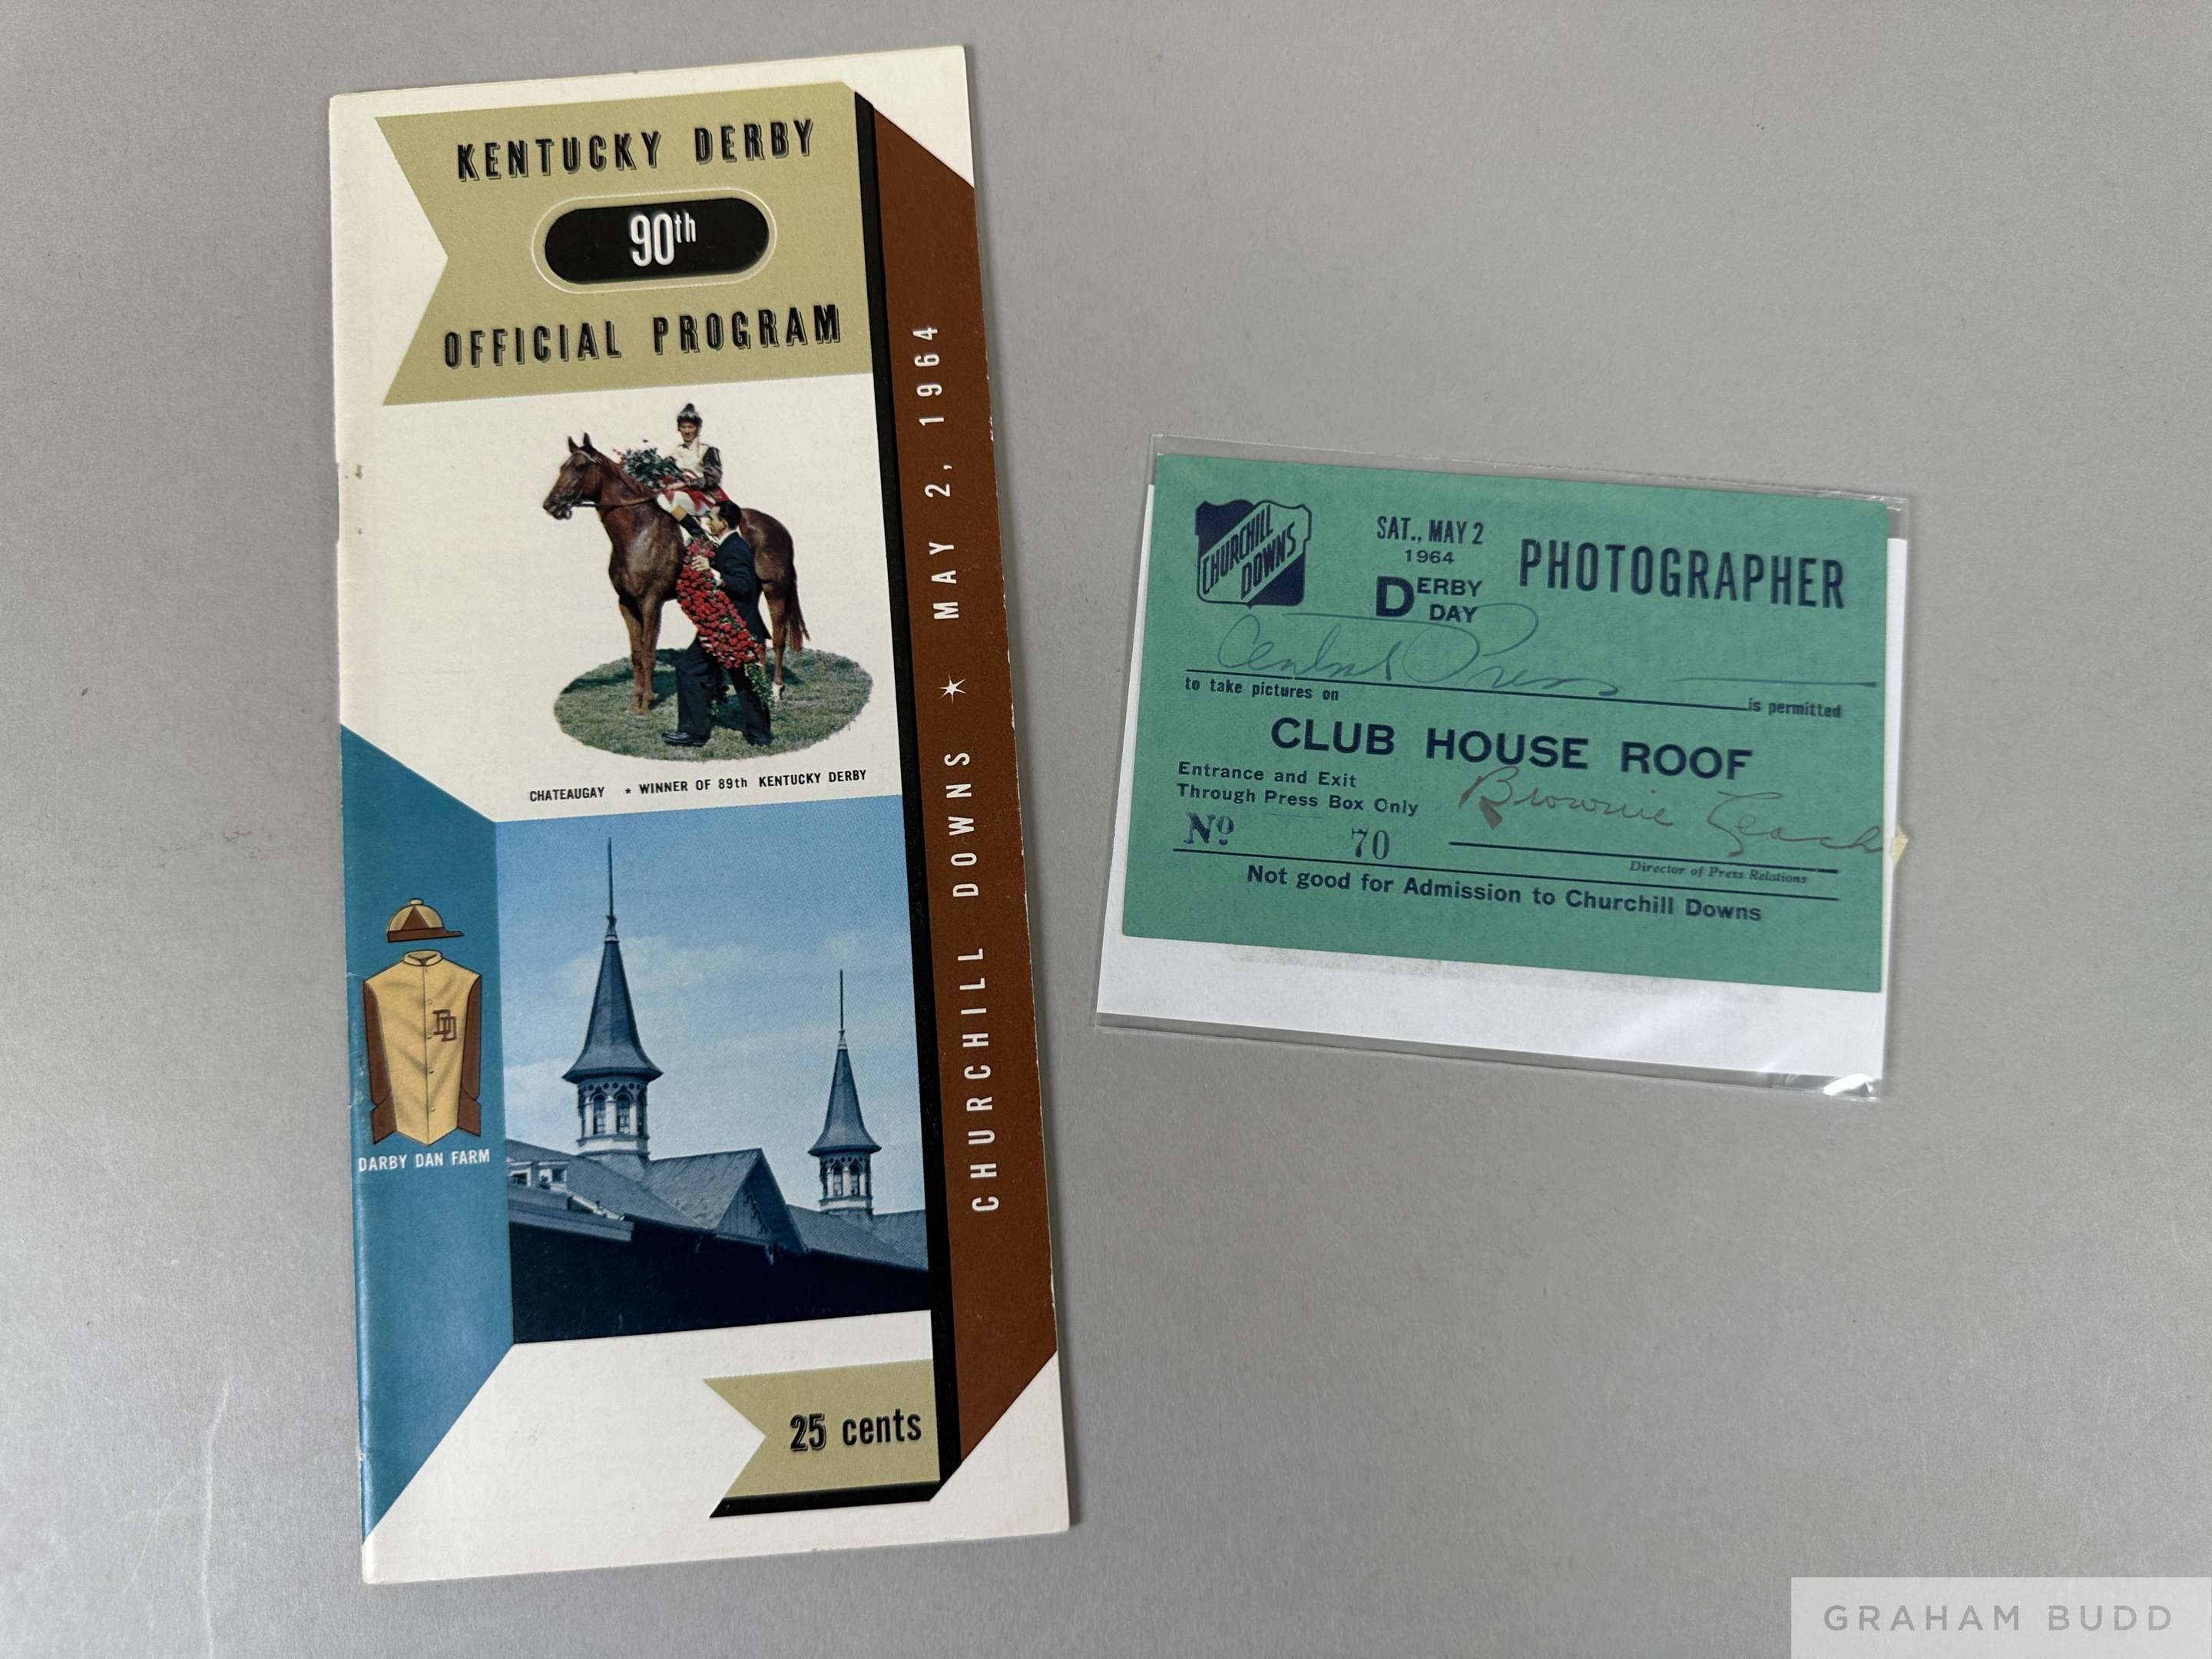 KENTUCKY DERBY
90th
OFFICIAL PROGRAM
CHATEAUGAY ★ WINNER OF 89th KENTUCKY DERBY
DD
DARBY DAN FARM
25 cents
CHURCHILL DOWNS ★ MAY 2, 1964
CHURCHILL
DOWNS
SAT., MAY 2
1964
DERBY
DAY
PHOTOGRAPHER
Central Press
is permitted
to take pictures on
CLUB HOUSE ROOF
Entrance and Exit
Through Press Box Only
Brownie Leach
Nº 70
Director of Press Relations
Not good for Admission to Churchill Downs
GRAHAM BUDD